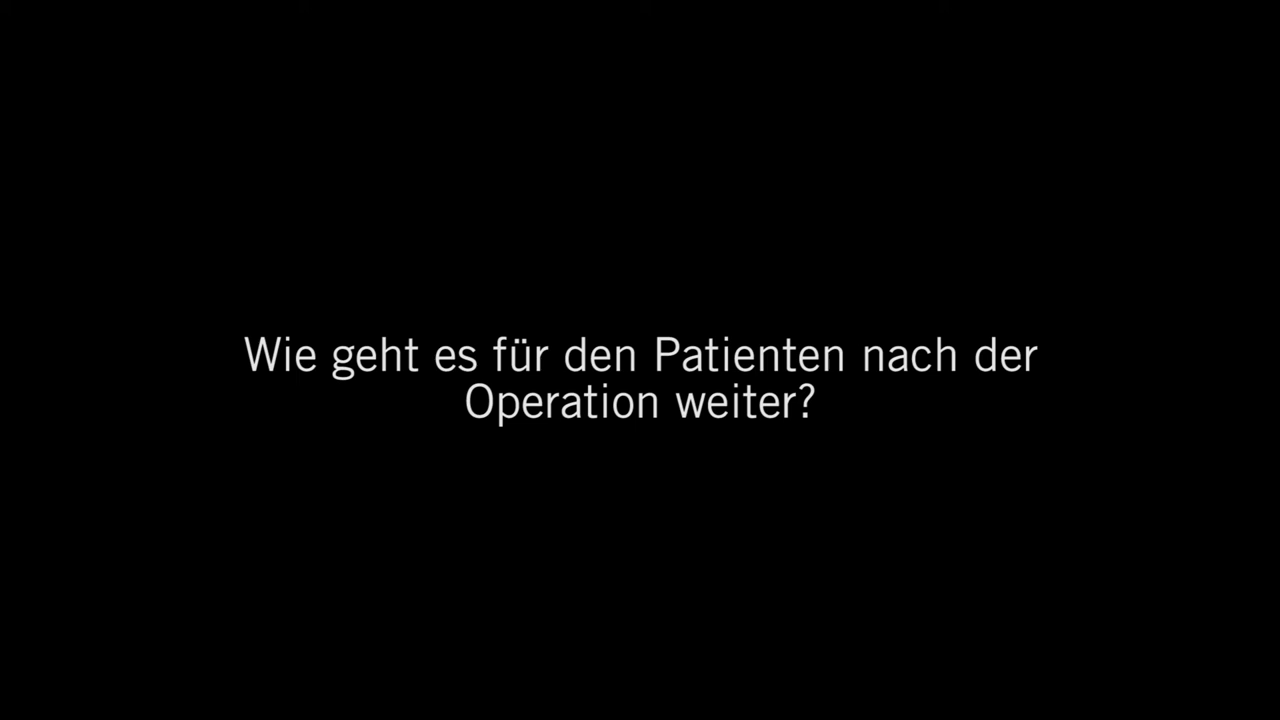 Wie geht es für den Patienten nach der
Operation weiter?